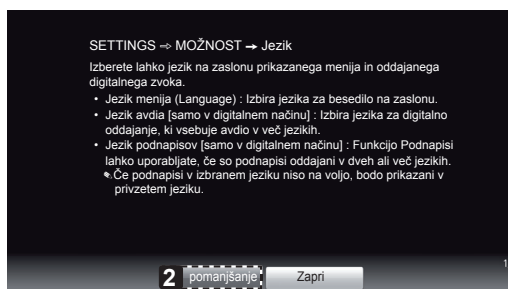 SETTINGS ⇨ MOŽNOST → Jezik
Izberete lahko jezik na zaslonu prikazanega menija in oddajanega
digitalnega zvoka.
• Jezik menija (Language) : Izbira jezika za besedilo na zaslonu.
• Jezik avdia [samo v digitalnem načinu] : Izbira jezika za digitalno
oddajanje, ki vsebuje avdio v več jezikih.
• Jezik podnapisov [samo v digitalnem načinu] : Funkcijo Podnapisi
lahko uporabljate, če so podnapisi oddajani v dveh ali več jezikih.
Če podnapisi v izbranem jeziku niso na voljo, bodo prikazani v
privzetem jeziku.
1
2 pomanjšanje Zapri